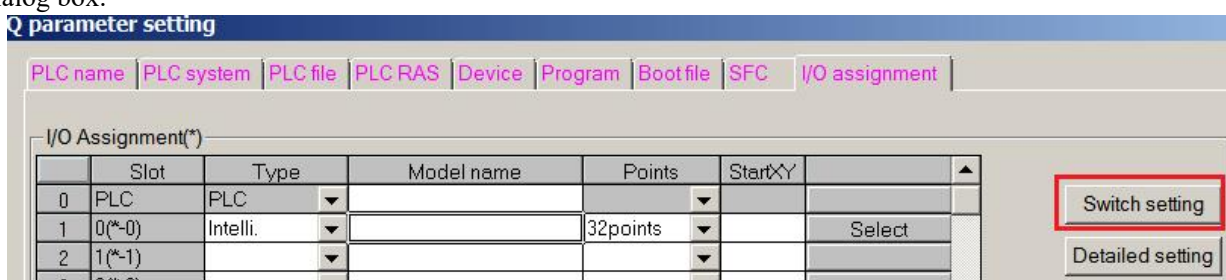 alog box.
Q parameter setting
PLC name PLC system PLC file PLC RAS Device Program Boot file SFC I/O assignment
I/O Assignment(*)
Slot Type Model name Points StartXY
0 PLC PLC
Switch setting
1 0(*-0) Intelli. 32points Select
2 1(*-1)
Detailed setting